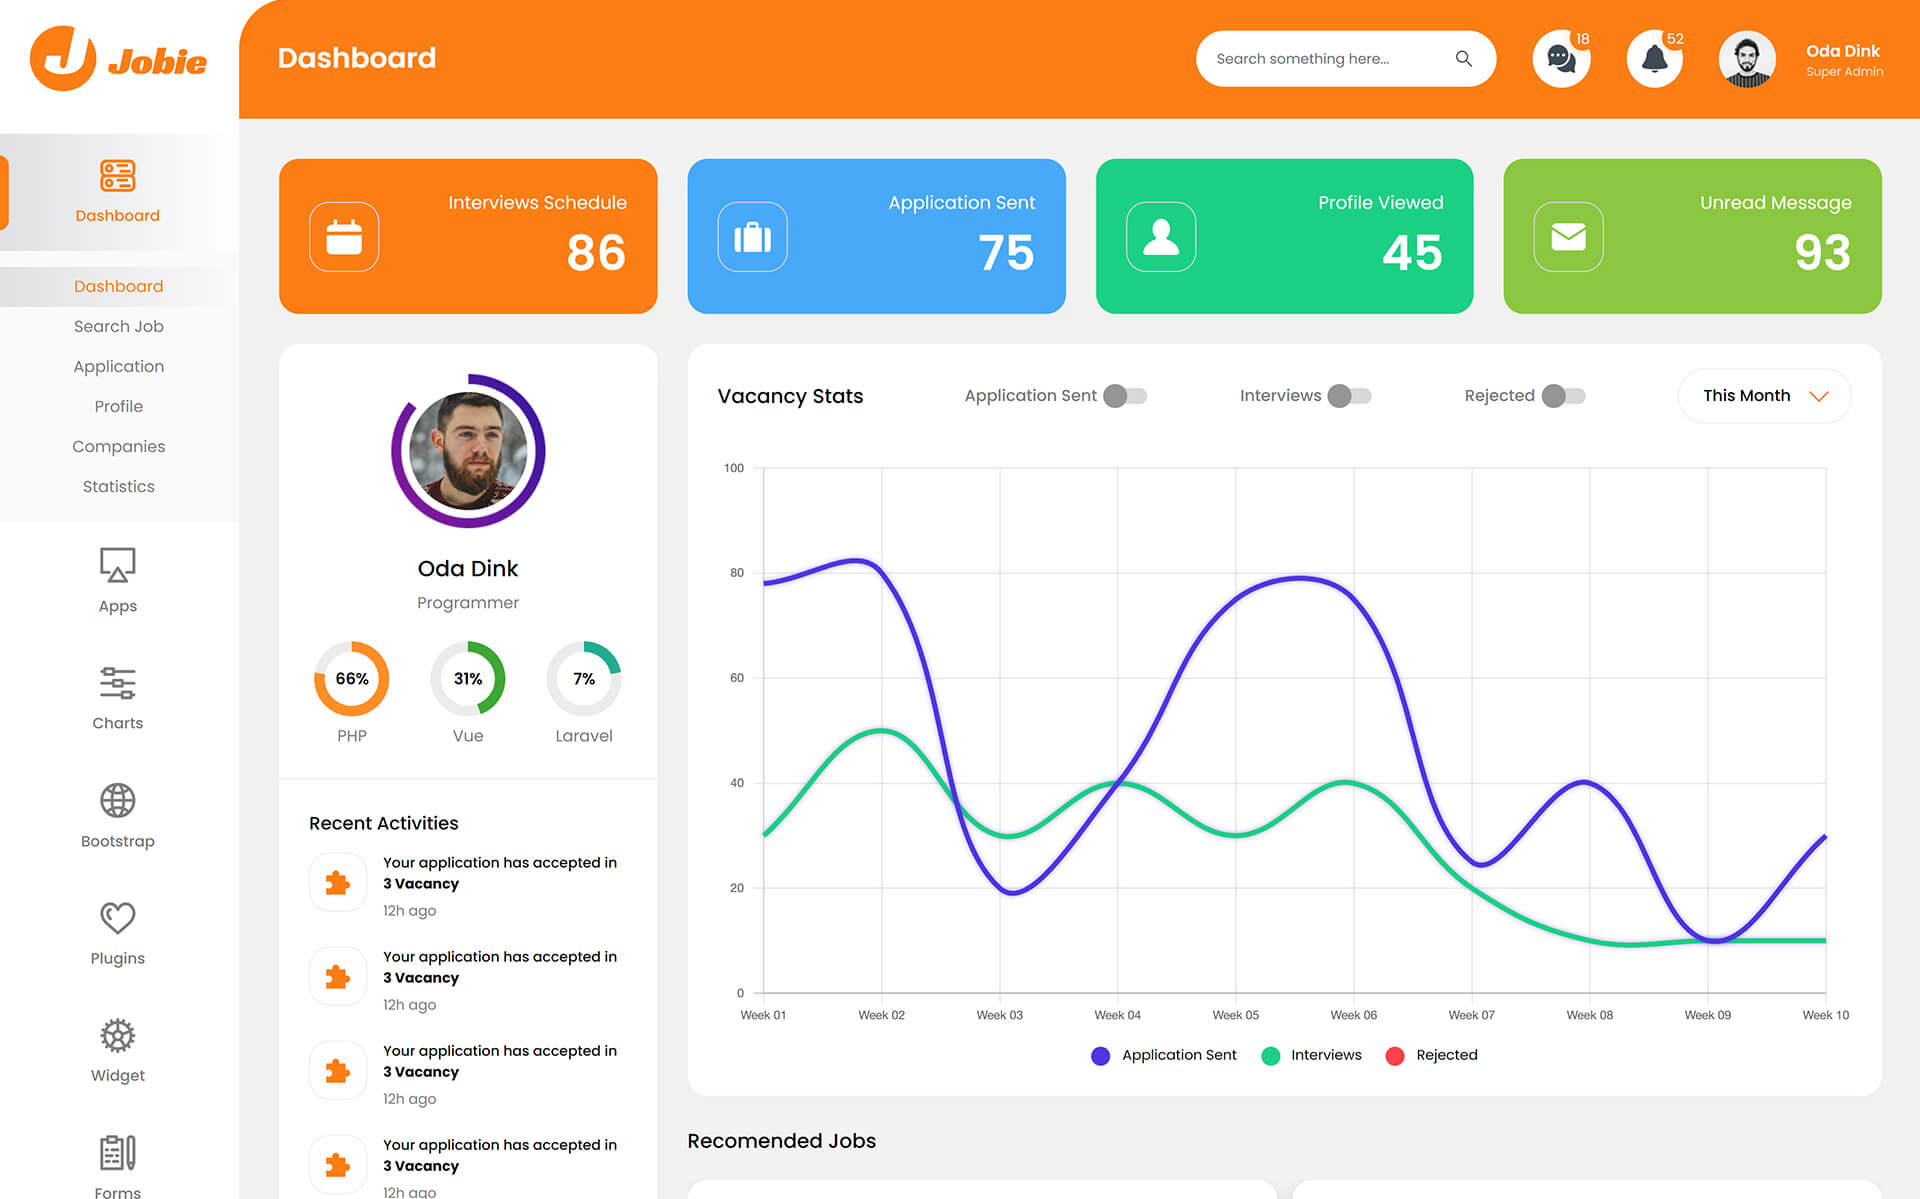 Jobie
Dashboard
Search something here...
18
52
Oda Dink
Super Admin
Dashboard
Dashboard
Search Job
Application
Profile
Companies
Statistics
Apps
Charts
Bootstrap
Plugins
Widget
Forms
Interviews Schedule
86
Application Sent
75
Profile Viewed
45
Unread Message
93
Oda Dink
Programmer
66%
31%
7%
PHP
Vue
Laravel
Recent Activities
Your application has accepted in
3 Vacancy
12h ago
Your application has accepted in
3 Vacancy
12h ago
Your application has accepted in
3 Vacancy
12h ago
Your application has accepted in
3 Vacancy
12h ago
Vacancy Stats
Application Sent
Interviews
Rejected
This Month
100
80
60
40
20
0
Week 01 Week 02 Week 03 Week 04 Week 05 Week 06 Week 07 Week 08 Week 09 Week 10
Application Sent Interviews Rejected
Recomended Jobs